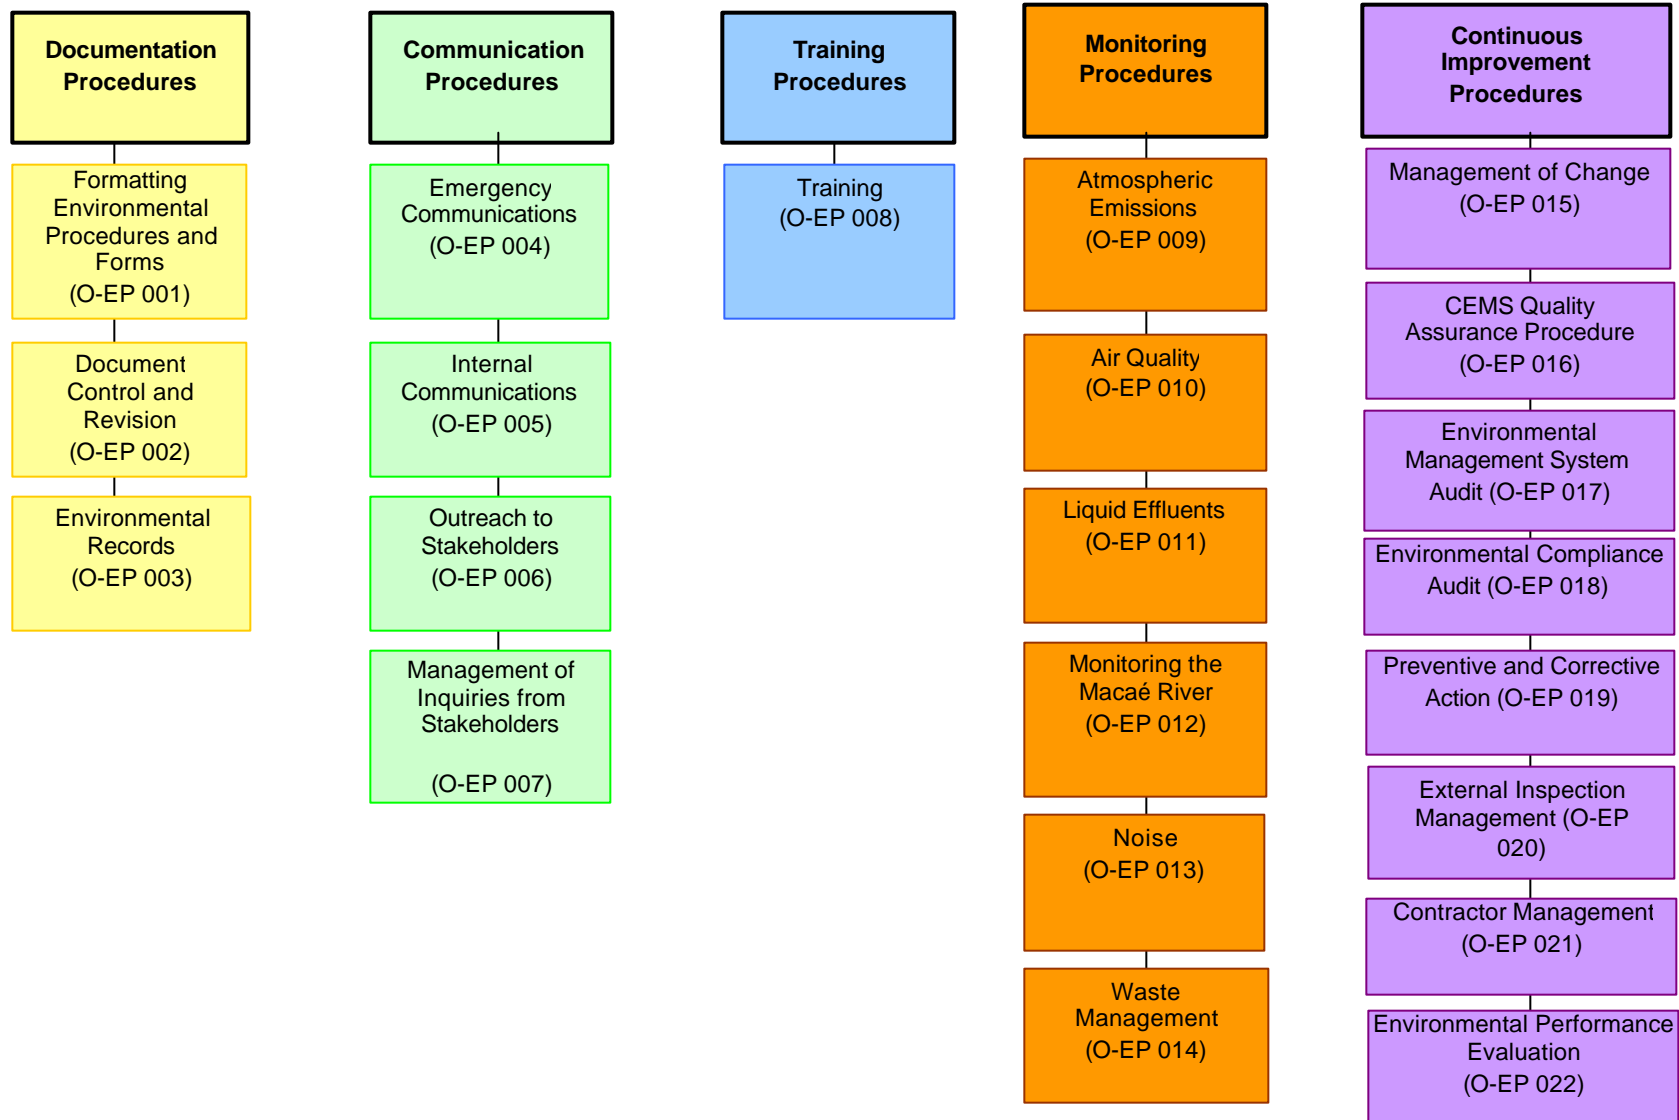 Documentation
Procedures
Formatting
Environmental
Procedures and
Forms
(O-EP 001)
Document
Control and
Revision
(O-EP 002)
Environmental
Records
(O-EP 003)
Communication
Procedures
Emergency
Communications
(O-EP 004)
Internal
Communications
(O-EP 005)
Outreach to
Stakeholders
(O-EP 006)
Management of
Inquiries from
Stakeholders
(O-EP 007)
Training
Procedures
Training
(O-EP 008)
Monitoring
Procedures
Atmospheric
Emissions
(O-EP 009)
Air Quality
(O-EP 010)
Liquid Effluents
(O-EP 011)
Monitoring the
Macaé River
(O-EP 012)
Noise
(O-EP 013)
Waste
Management
(O-EP 014)
Continuous
Improvement
Procedures
Management of Change
(O-EP 015)
CEMS Quality
Assurance Procedure
(O-EP 016)
Environmental
Management System
Audit (O-EP 017)
Environmental Compliance
Audit (O-EP 018)
Preventive and Corrective
Action (O-EP 019)
External Inspection
Management (O-EP
020)
Contractor Management
(O-EP 021)
Environmental Performance
Evaluation
(O-EP 022)